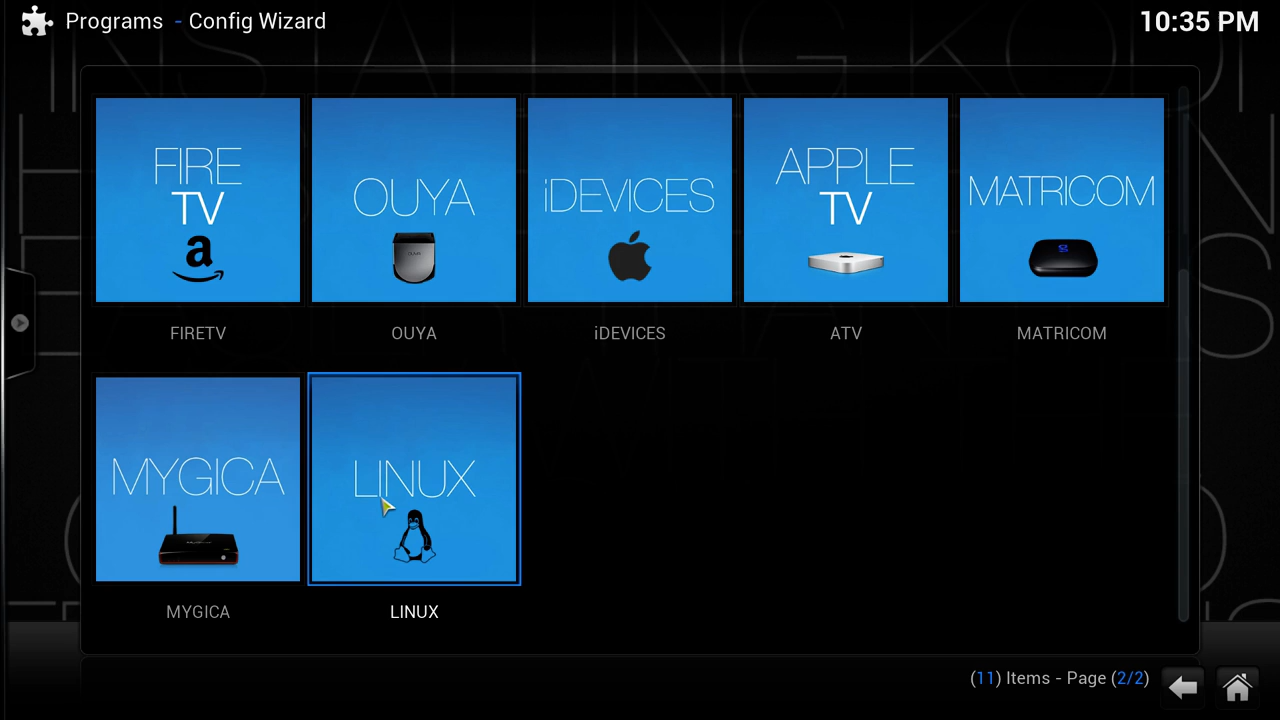 Programs - Config Wizard
10:35 PM
FIRE
TV
a
OUYA
iDEVICES
APPLE
TV
MATRICOM
FIRETV
OUYA
iDEVICES
ATV
MATRICOM
MYGICA
LINUX
MYGICA
LINUX
(11) Items - Page (2/2)